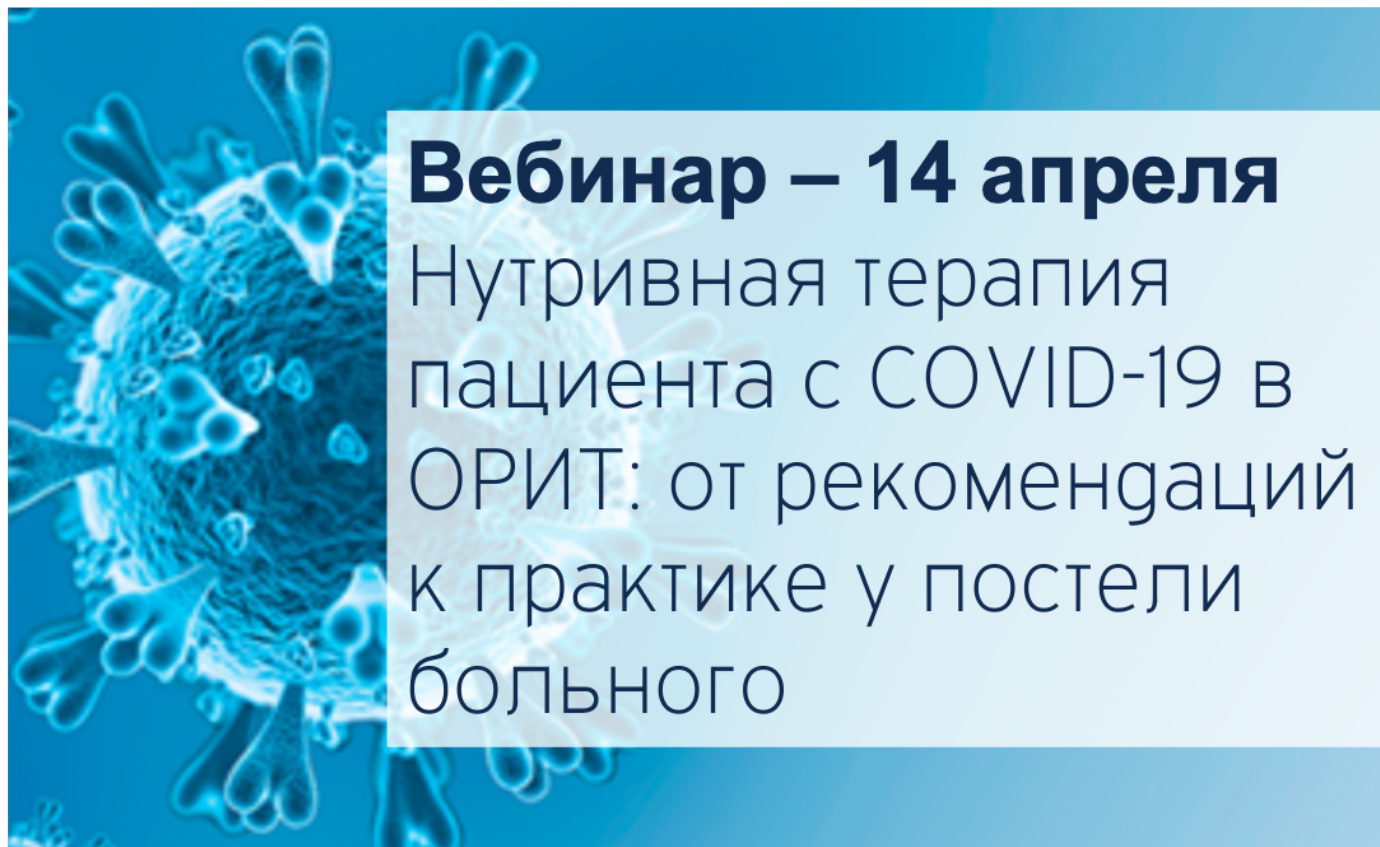 Вебинар – 14 апреля
Нутривная терапия
пациента с COVID-19 в
ОРИТ: от рекомендаций
к практике у постели
больного